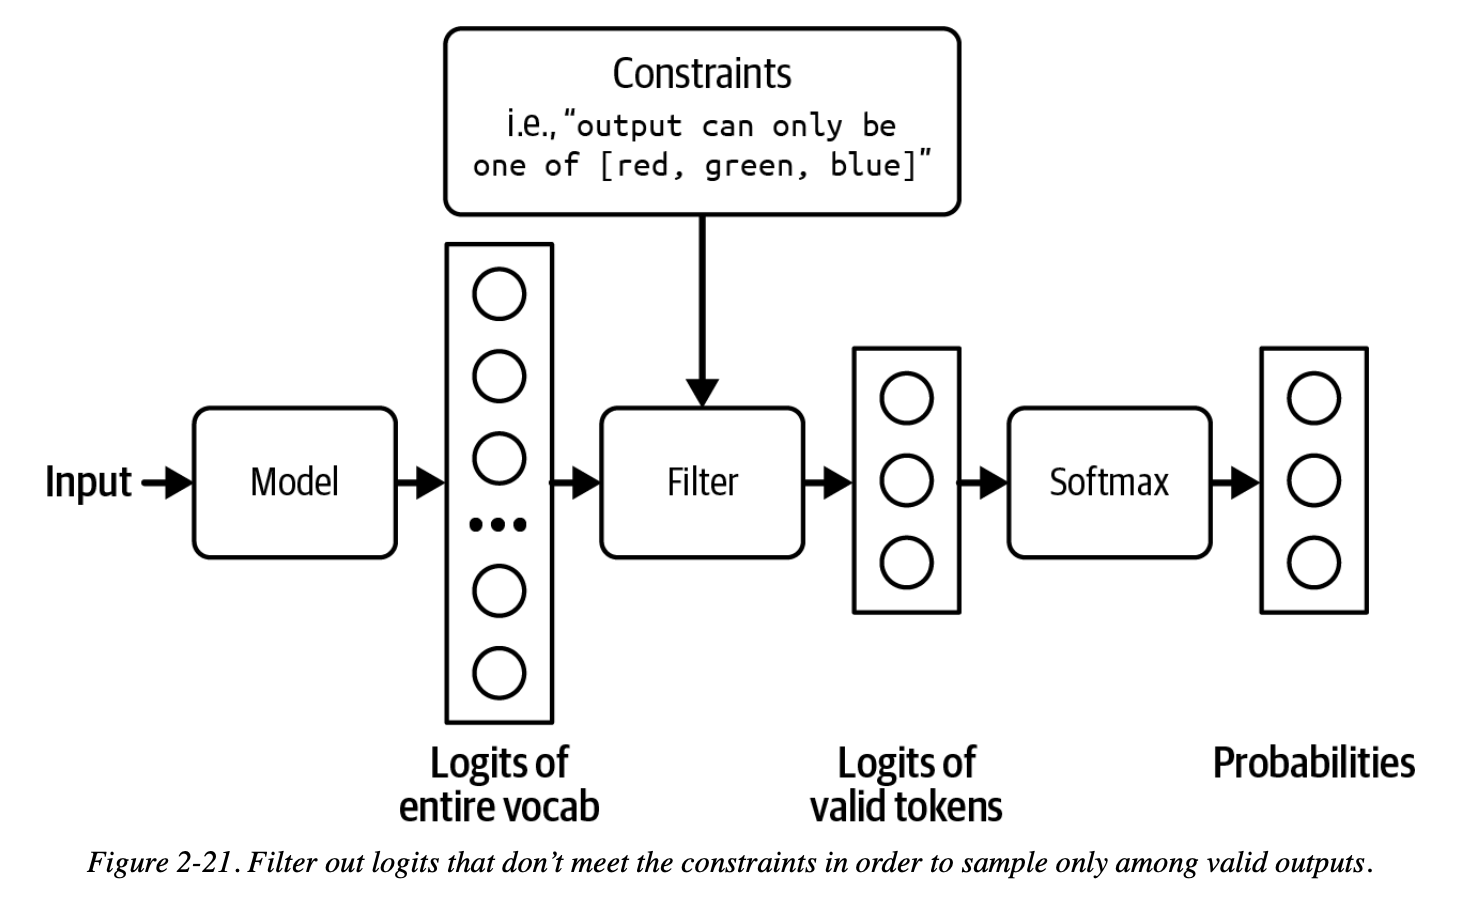 Constraints
i.e., “output can only be
one of [red, green, blue]”
Input
Model
•••
Filter
Softmax
Logits of
entire vocab
Logits of
valid tokens
Probabilities
Figure 2-21. Filter out logits that don’t meet the constraints in order to sample only among valid outputs.